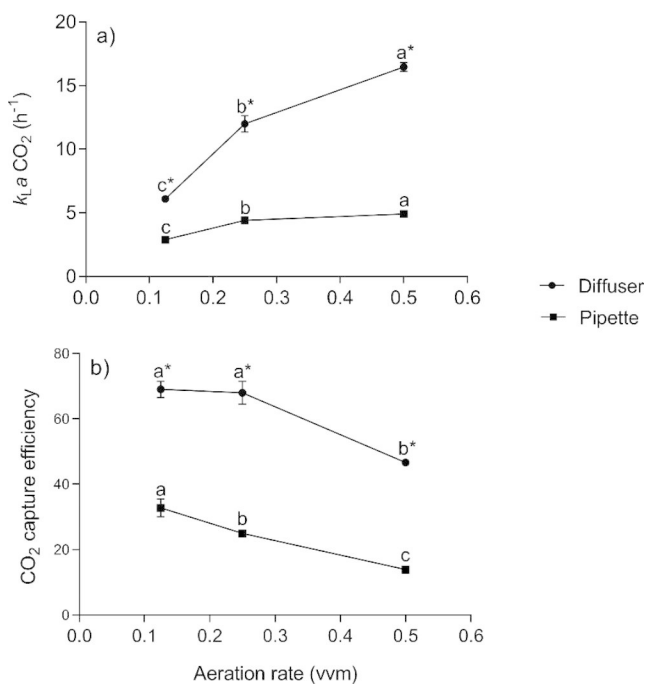 a)
20
15
10
5
0
kL a CO2 (h-1)
a*
b*
c*
a
b
c
0.0 0.1 0.2 0.3 0.4 0.5 0.6
Diffuser
Pipette
b)
80
60
40
20
0
CO2 capture efficiency
a* a*
b*
a
b
c
0.0 0.1 0.2 0.3 0.4 0.5 0.6
Aeration rate (vvm)